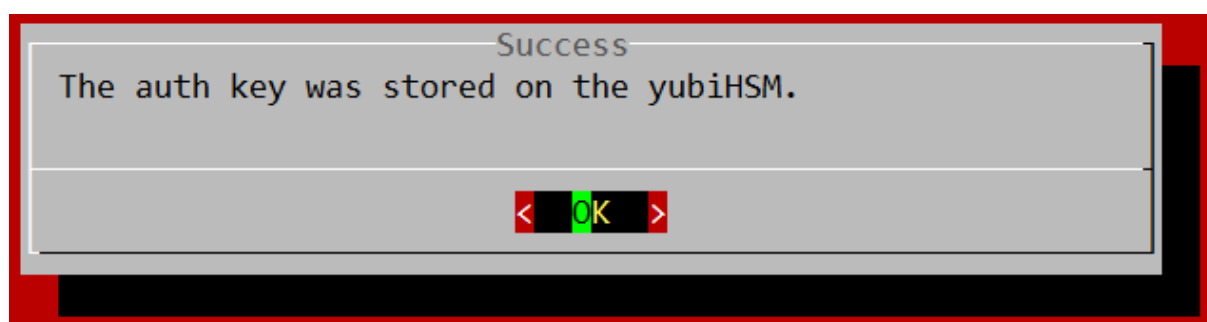 Success
The auth key was stored on the yubiHSM.
< OK >